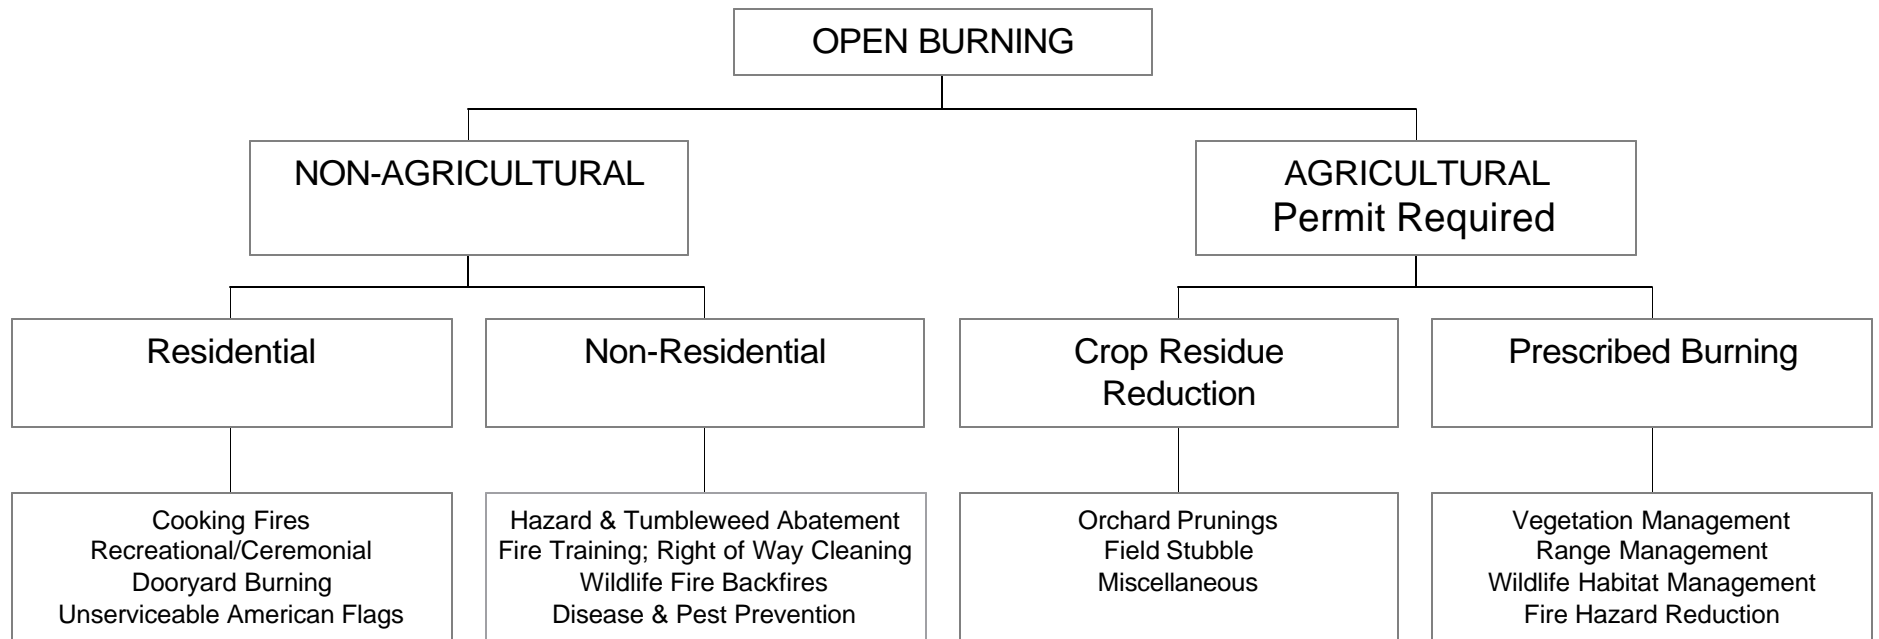 OPEN BURNING
NON-AGRICULTURAL
AGRICULTURAL
Permit Required
Residential
Non-Residential
Crop Residue
Reduction
Prescribed Burning
Cooking Fires
Recreational/Ceremonial
Dooryard Burning
Unserviceable American Flags
Hazard & Tumbleweed Abatement
Fire Training; Right of Way Cleaning
Wildlife Fire Backfires
Disease & Pest Prevention
Orchard Prunings
Field Stubble
Miscellaneous
Vegetation Management
Range Management
Wildlife Habitat Management
Fire Hazard Reduction